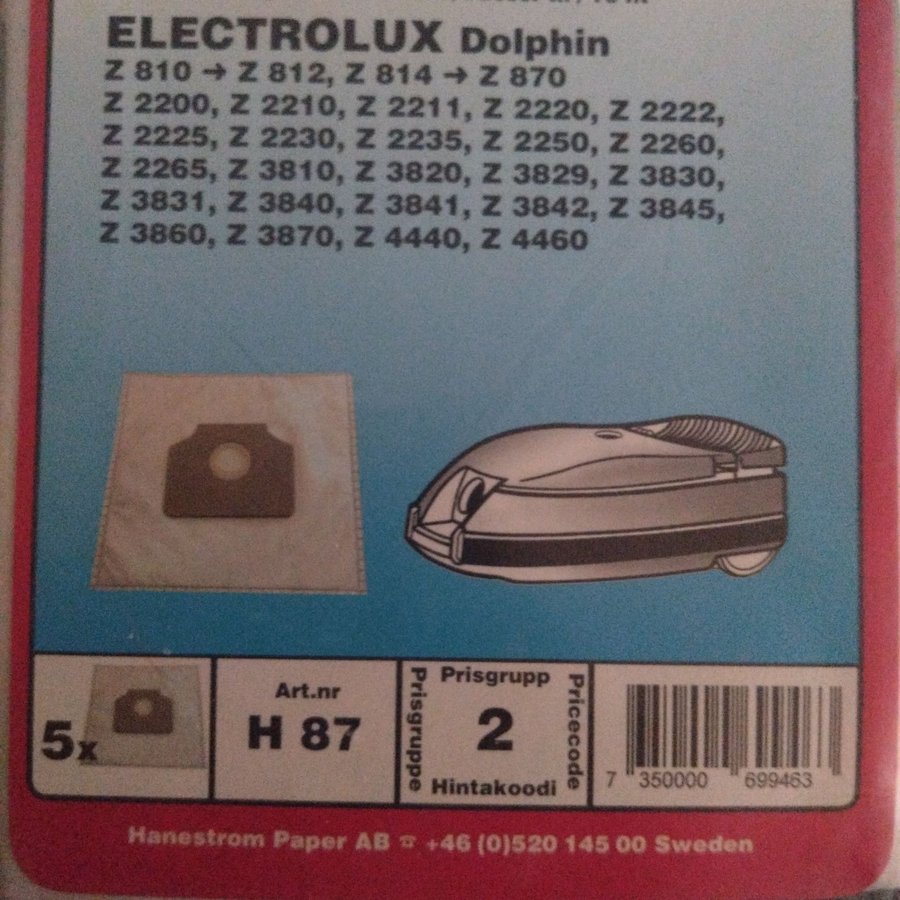 ELECTROLUX Dolphin
Z 810 → Z 812, Z 814 → Z 870
Z 2200, Z 2210, Z 2211, Z 2220, Z 2222,
Z 2225, Z 2230, Z 2235, Z 2250, Z 2260,
Z 2265, Z 3810, Z 3820, Z 3829, Z 3830,
Z 3831, Z 3840, Z 3841, Z 3842, Z 3845,
Z 3860, Z 3870, Z 4440, Z 4460
5x
Art.nr
H 87
Prisgruppe
Prisgrupp
2
Hintakoodi
Pricecode
7 350000 699463
Hanestrom Paper AB ☎ +46 (0)520 145 00 Sweden